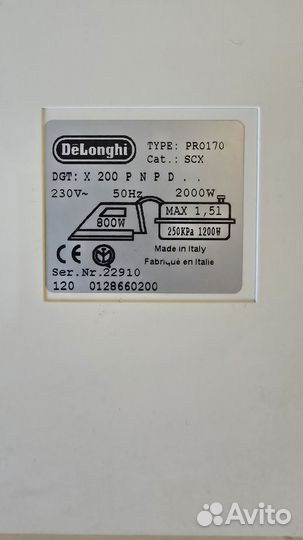 DeLonghi
TYPE: PRO170
Cat.: SCX
DGT: X 200 P N P D . .
230V~ 50Hz 2000W
800W
MAX 1,5l
250KPa 1200W
Made in Italy
Fabriqué en Italie
CE
Ser.Nr.22910
120 0128660200
Avito